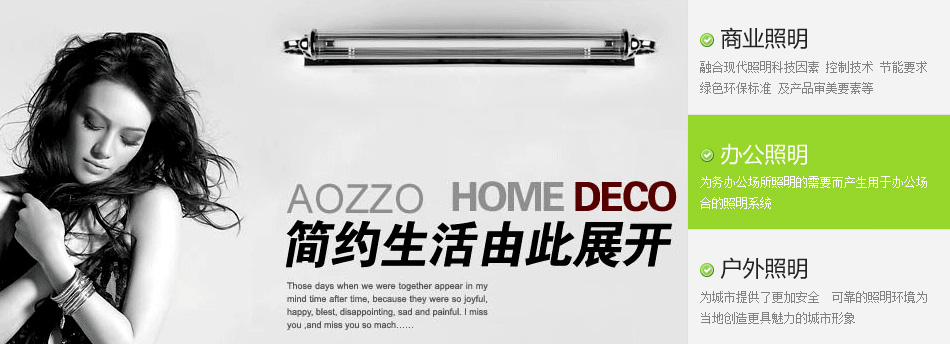 AOZZO HOME DECO
简约生活由此展开
Those days when we were together appear in my
mind time after time, because they were so joyful,
happy, blest, disappointing, sad and painful. I miss
you ,and miss you so mach……
商业照明
融合现代照明科技因素 控制技术 节能要求
绿色环保标准 及产品审美要素等
办公照明
为务办公场所照明的需要而产生用于办公场
合的照明系统
户外照明
为城市提供了更加安全 可靠的照明环境为
当地创造更具魅力的城市形象